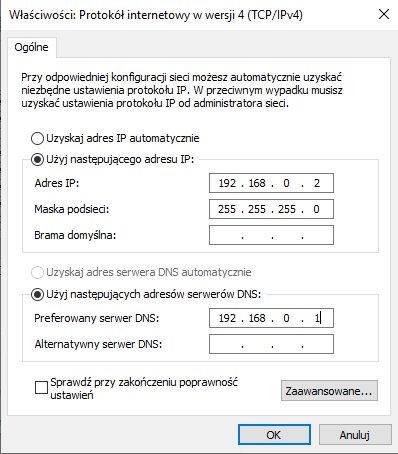 Właściwości: Protokół internetowy w wersji 4 (TCP/IPv4)
Ogólne
Przy odpowiedniej konfiguracji sieci możesz automatycznie uzyskać
niezbędne ustawienia protokołu IP. W przeciwnym wypadku musisz
uzyskać ustawienia protokołu IP od administratora sieci.
Uzyskaj adres IP automatycznie
Użyj następującego adresu IP:
Adres IP: 192 . 168 . 0 . 2
Maska podsieci: 255 . 255 . 255 . 0
Brama domyślna: . . .
Uzyskaj adres serwera DNS automatycznie
Użyj następujących adresów serwerów DNS:
Preferowany serwer DNS: 192 . 168 . 0 . 1
Alternatywny serwer DNS: . . .
Sprawdź przy zakończeniu poprawność
ustawień
Zaawansowane...
OK Anuluj